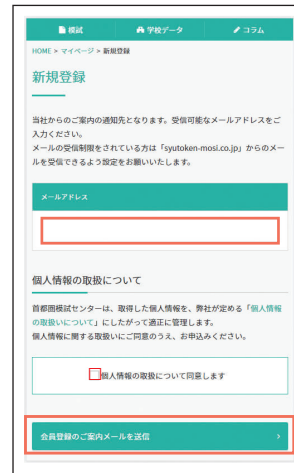 模試 学校データ コラム
HOME > マイページ > 新規登録
新規登録
当社からのご案内の通知先となります。受信可能なメールアドレスをご
入力ください。
メールの受信制限をされている方は「syutoken-mosi.co.jp」からのメー
ルを受信できるよう設定をお願いいたします。
メールアドレス
個人情報の取扱について
首都圏模試センターは、取得した個人情報を、弊社が定める「個人情報
の取扱いについて」にしたがって適正に管理します。
個人情報に関する取扱いにご同意のうえ、お申込みください。
個人情報の取扱について同意します
会員登録のご案内メールを送信 >